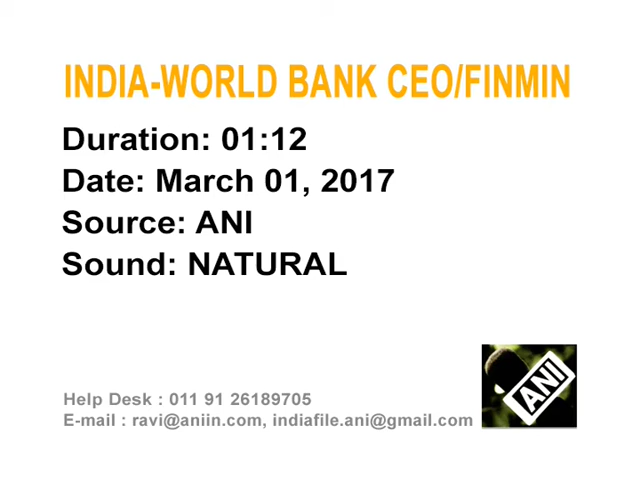 INDIA-WORLD BANK CEO/FINMIN
Duration: 01:12
Date: March 01, 2017
Source: ANI
Sound: NATURAL
Help Desk : 011 91 26189705
E-mail : ravi@aniin.com, indiafile.ani@gmail.com
ANI